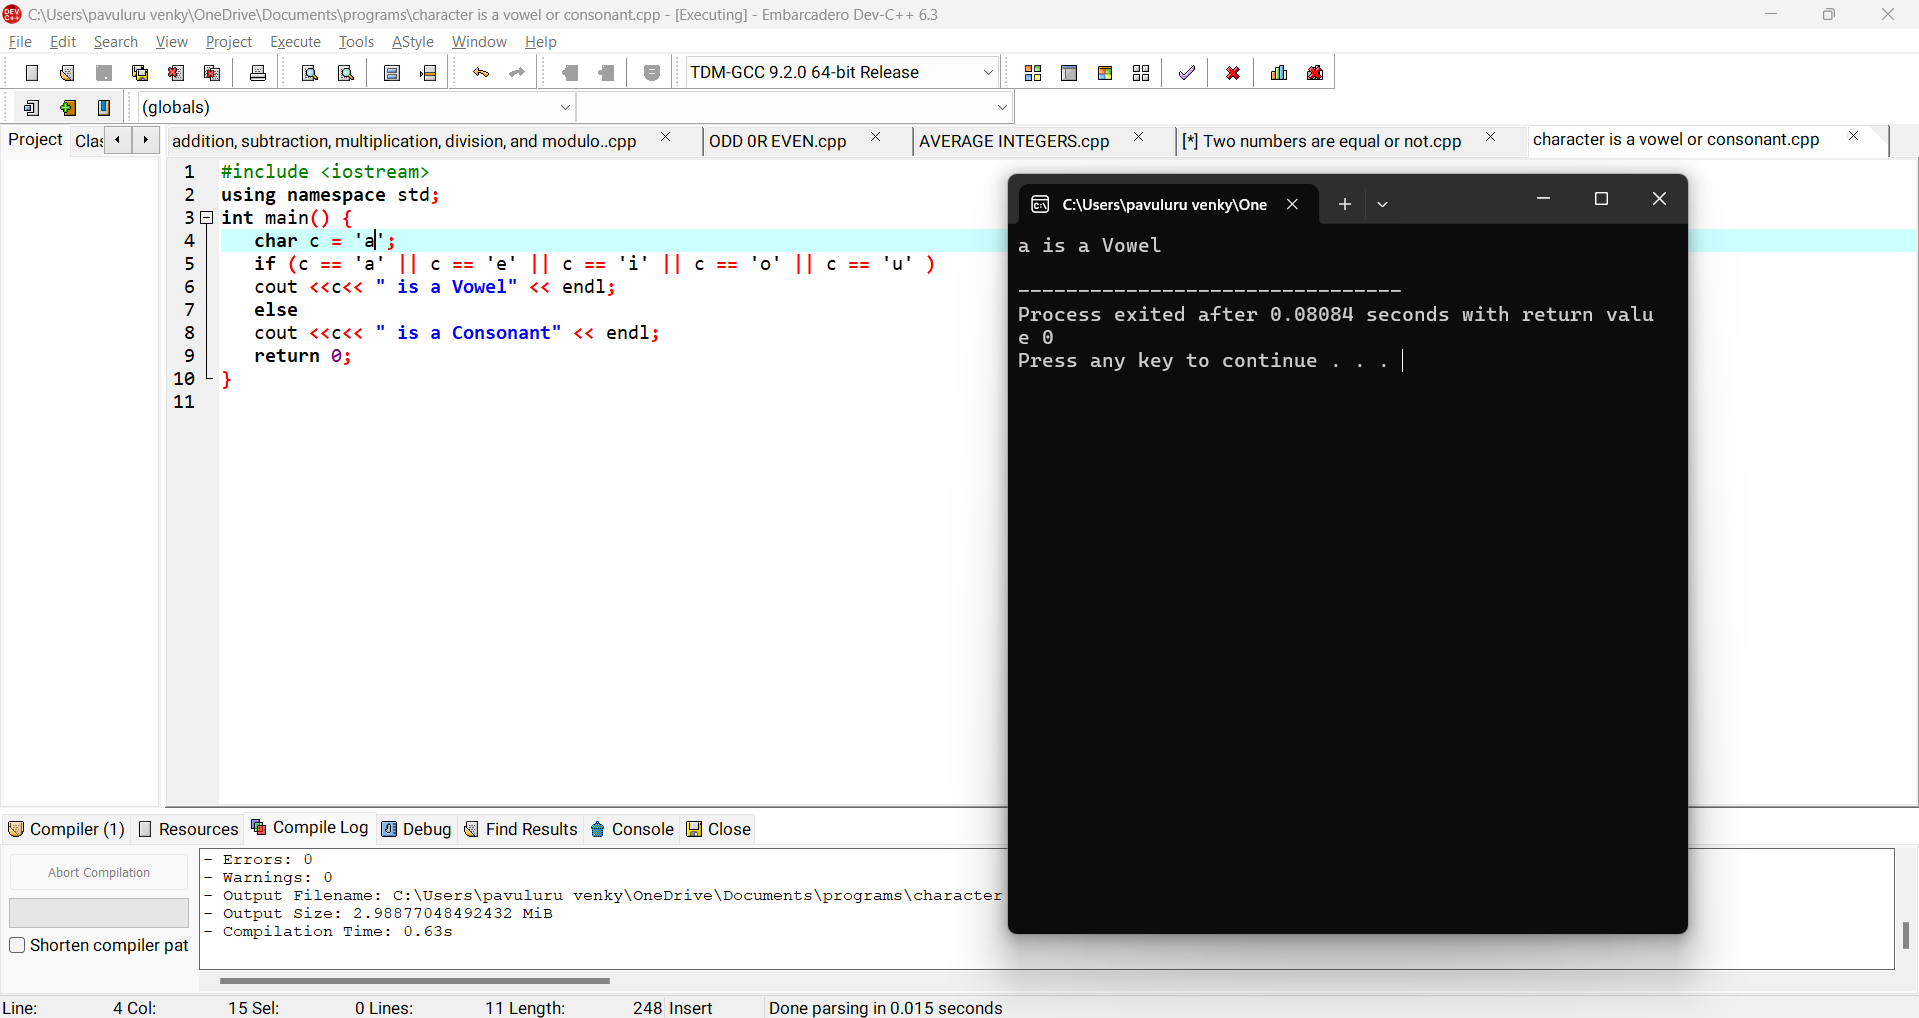 C:\Users\pavuluru venky\OneDrive\Documents\programs\character is a vowel or consonant.cpp - [Executing] - Embarcadero Dev-C++ 6.3
File Edit Search View Project Execute Tools AStyle Window Help
TDM-GCC 9.2.0 64-bit Release
(globals)
Project Clas addition, subtraction, multiplication, division, and modulo..cpp ODD 0R EVEN.cpp AVERAGE INTEGERS.cpp [*] Two numbers are equal or not.cpp character is a vowel or consonant.cpp
1 #include <iostream>
2 using namespace std;
3 int main() {
4 char c = 'a';
5 if (c == 'a' || c == 'e' || c == 'i' || c == 'o' || c == 'u' )
6 cout <<c<< " is a Vowel" << endl;
7 else
8 cout <<c<< " is a Consonant" << endl;
9 return 0;
10 }
11
C:\Users\pavuluru venky\One
a is a Vowel
--------------------------------
Process exited after 0.08084 seconds with return valu
e 0
Press any key to continue . . .
Compiler (1) Resources Compile Log Debug Find Results Console Close
Abort Compilation
Shorten compiler pat
- Errors: 0
- Warnings: 0
- Output Filename: C:\Users\pavuluru venky\OneDrive\Documents\programs\character
- Output Size: 2.98877048492432 MiB
- Compilation Time: 0.63s
Line: 4 Col: 15 Sel: 0 Lines: 11 Length: 248 Insert Done parsing in 0.015 seconds